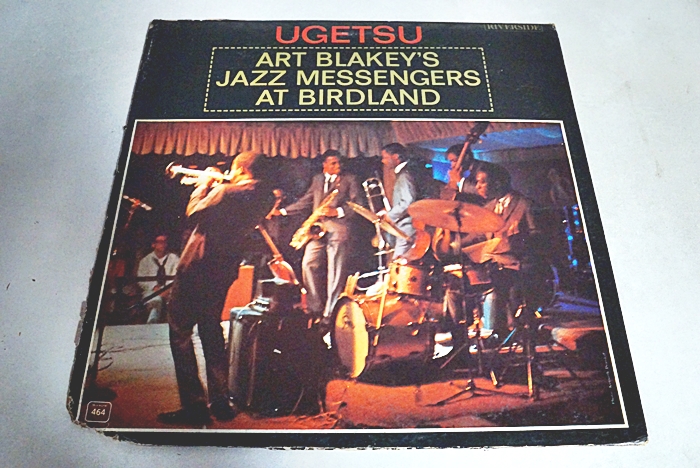 UGETSU
RIVERSIDE
ART BLAKEY'S
JAZZ MESSENGERS
AT BIRDLAND
464